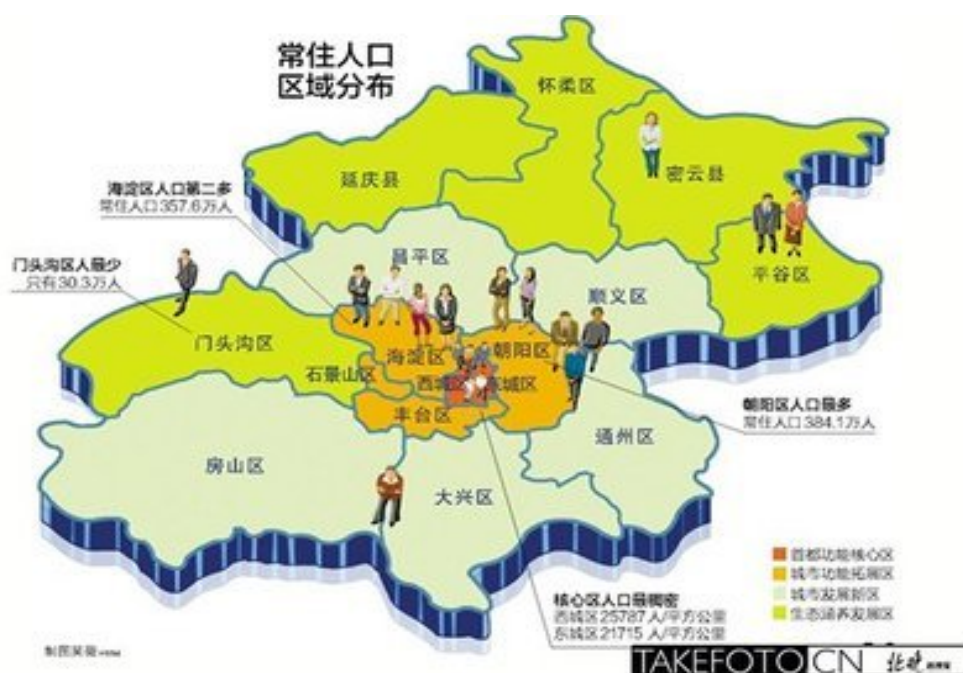 常住人口
区域分布
怀柔区
延庆县
密云县
海淀区人口第二多
常住人口357.6万人
昌平区
平谷区
门头沟区人最少
只有30.3万人
顺义区
门头沟区
海淀区
朝阳区
石景山区
西城区
东城区
朝阳区人口最多
常住人口384.1万人
丰台区
通州区
房山区
大兴区
首都功能核心区
城市功能拓展区
城市发展新区
生态涵养发展区
核心区人口最稠密
西城区25787人/平方公里
东城区21715人/平方公里
TAKEFOTO CN